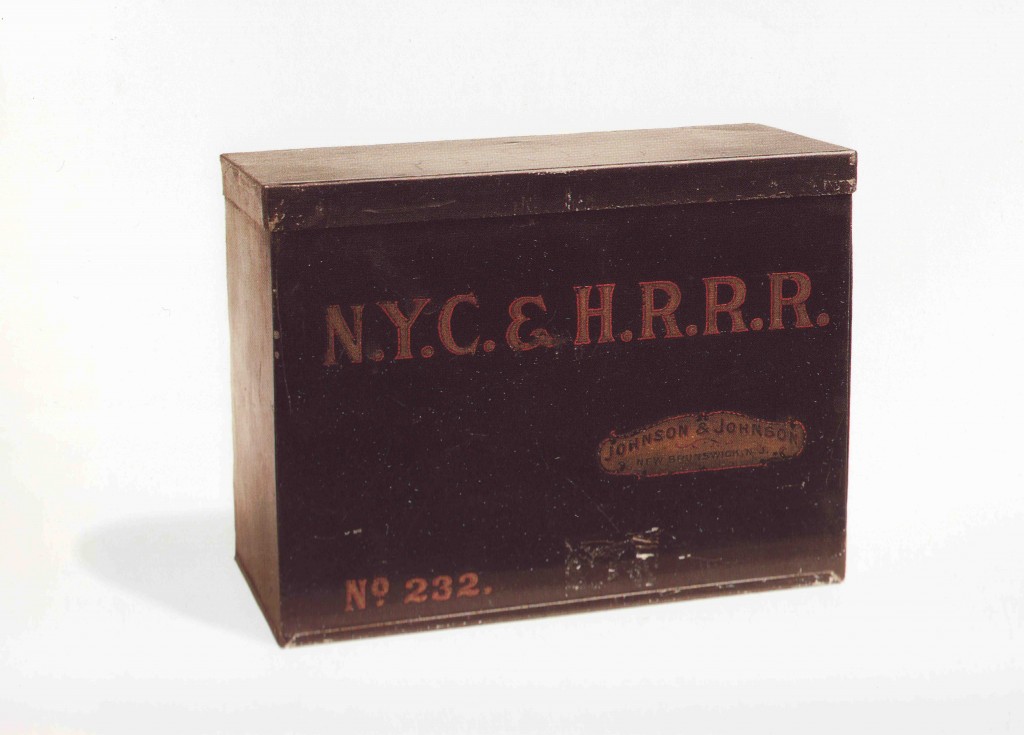 N.Y.C. & H.R.R.R.
JOHNSON & JOHNSON
NEW BRUNSWICK, N.J.
No 232.